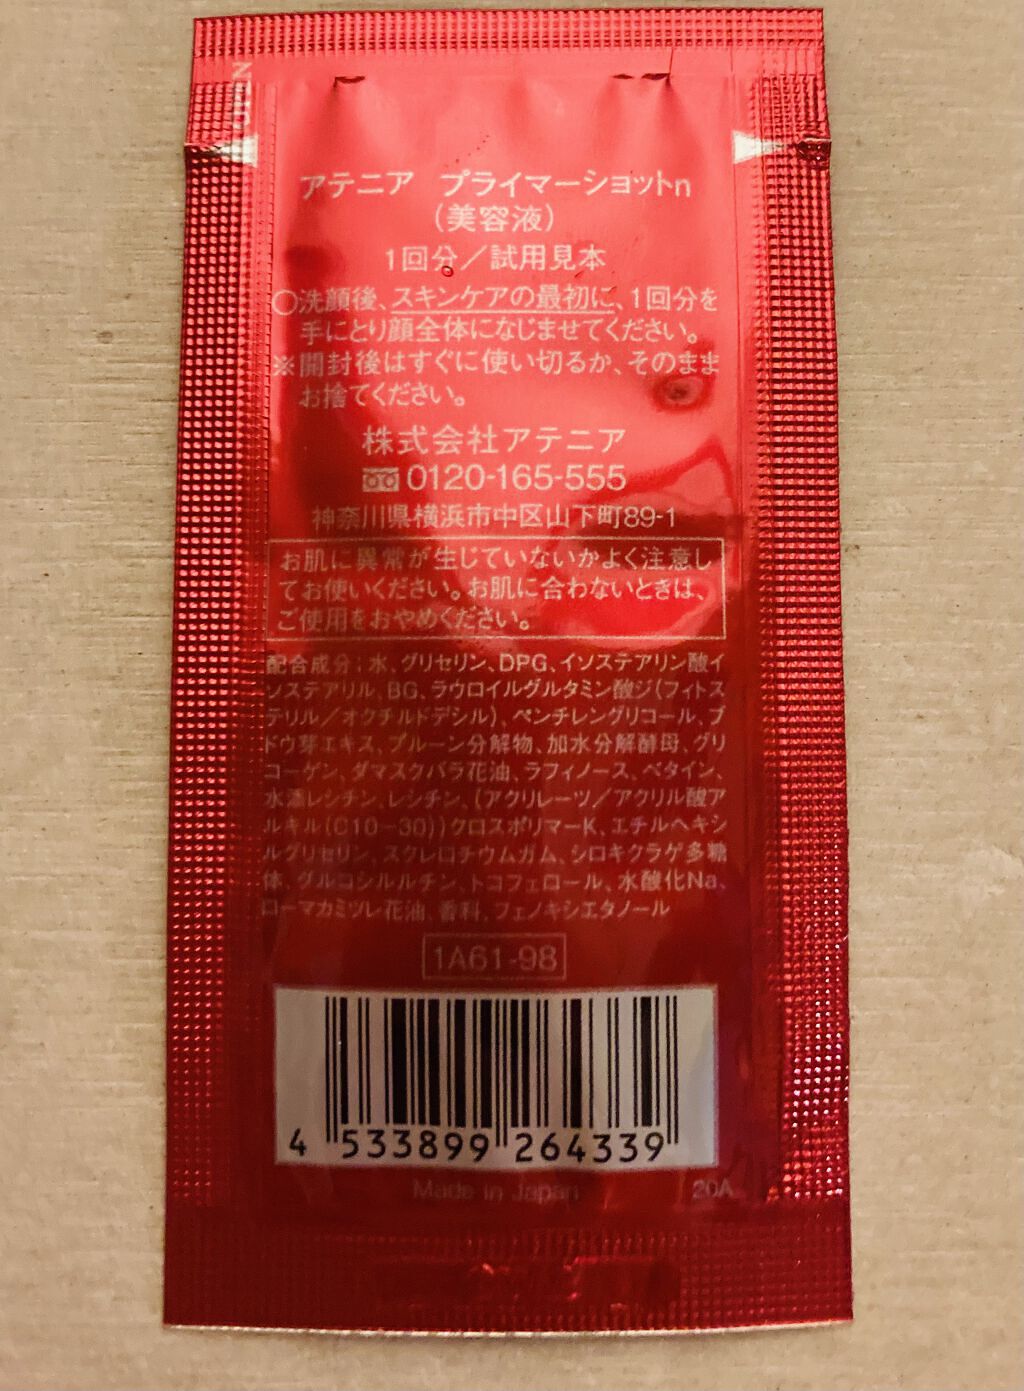 OPEN
アテニア プライマーショットn
(美容液)
1回分/試用見本
○洗顔後、スキンケアの最初に、1回分を
手にとり顔全体になじませてください。
※開封後はすぐに使い切るか、そのまま
お捨てください。
株式会社アテニア
0120-165-555
神奈川県横浜市中区山下町89-1
お肌に異常が生じていないかよく注意し
てお使いください。お肌に合わないときは、
ご使用をおやめください。
配合成分:水、グリセリン、DPG、イソステアリン酸イ
ソステアリル、BG、ラウロイルグルタミン酸ジ(フィトス
テリル/オクチルドデシル)、ペンチレングリコール、ブ
ドウ芽エキス、プルーン分解物、加水分解酵母、グリ
コーゲン、ダマスクバラ花油、ラフィノース、ベタイン、
水添レシチン、レシチン、(アクリレーツ/アクリル酸ア
ルキル(C10-30))クロスポリマーK、エチルヘキシ
ルグリセリン、スクレロチウムガム、シロキクラゲ多糖
体、グルコシルルチン、トコフェロール、水酸化Na、
ローマカミツレ花油、香料、フェノキシエタノール
1A61-98
4 533899 264339
Made in Japan 20A